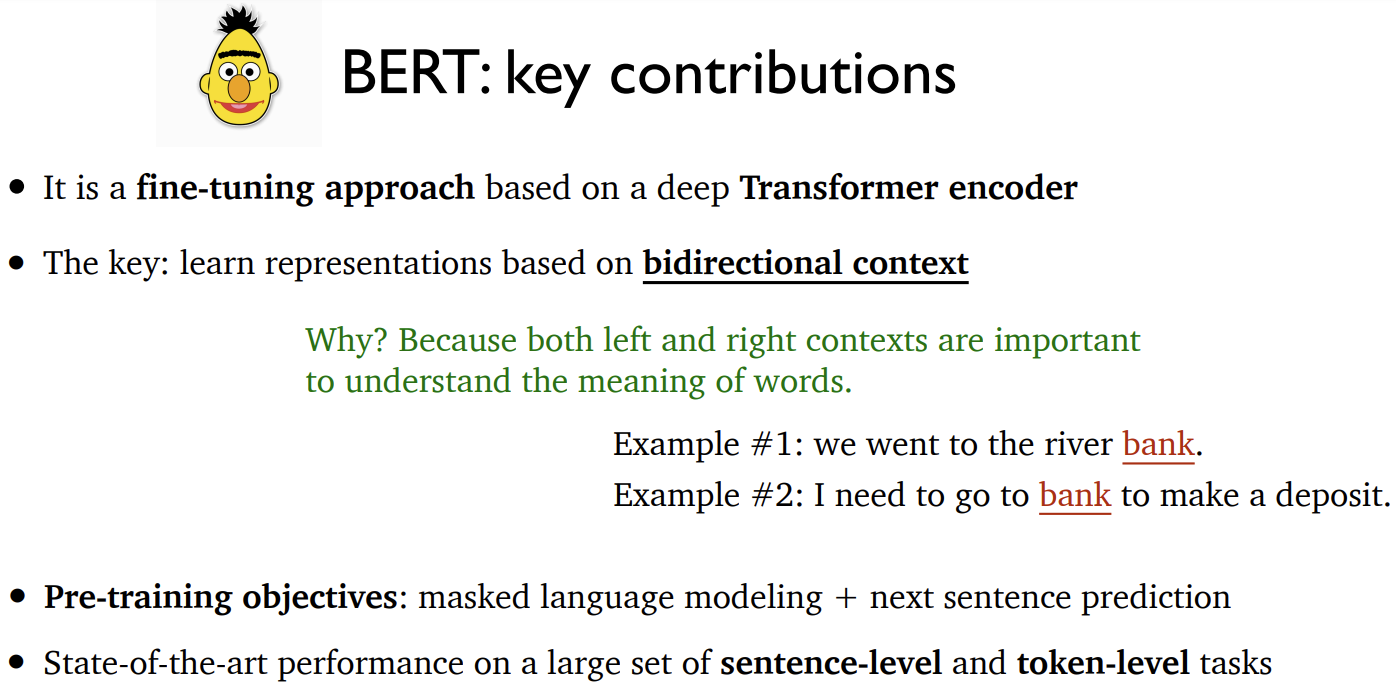 BERT: key contributions
• It is a fine-tuning approach based on a deep Transformer encoder
• The key: learn representations based on bidirectional context
Why? Because both left and right contexts are important
to understand the meaning of words.
Example #1: we went to the river bank.
Example #2: I need to go to bank to make a deposit.
• Pre-training objectives: masked language modeling + next sentence prediction
• State-of-the-art performance on a large set of sentence-level and token-level tasks